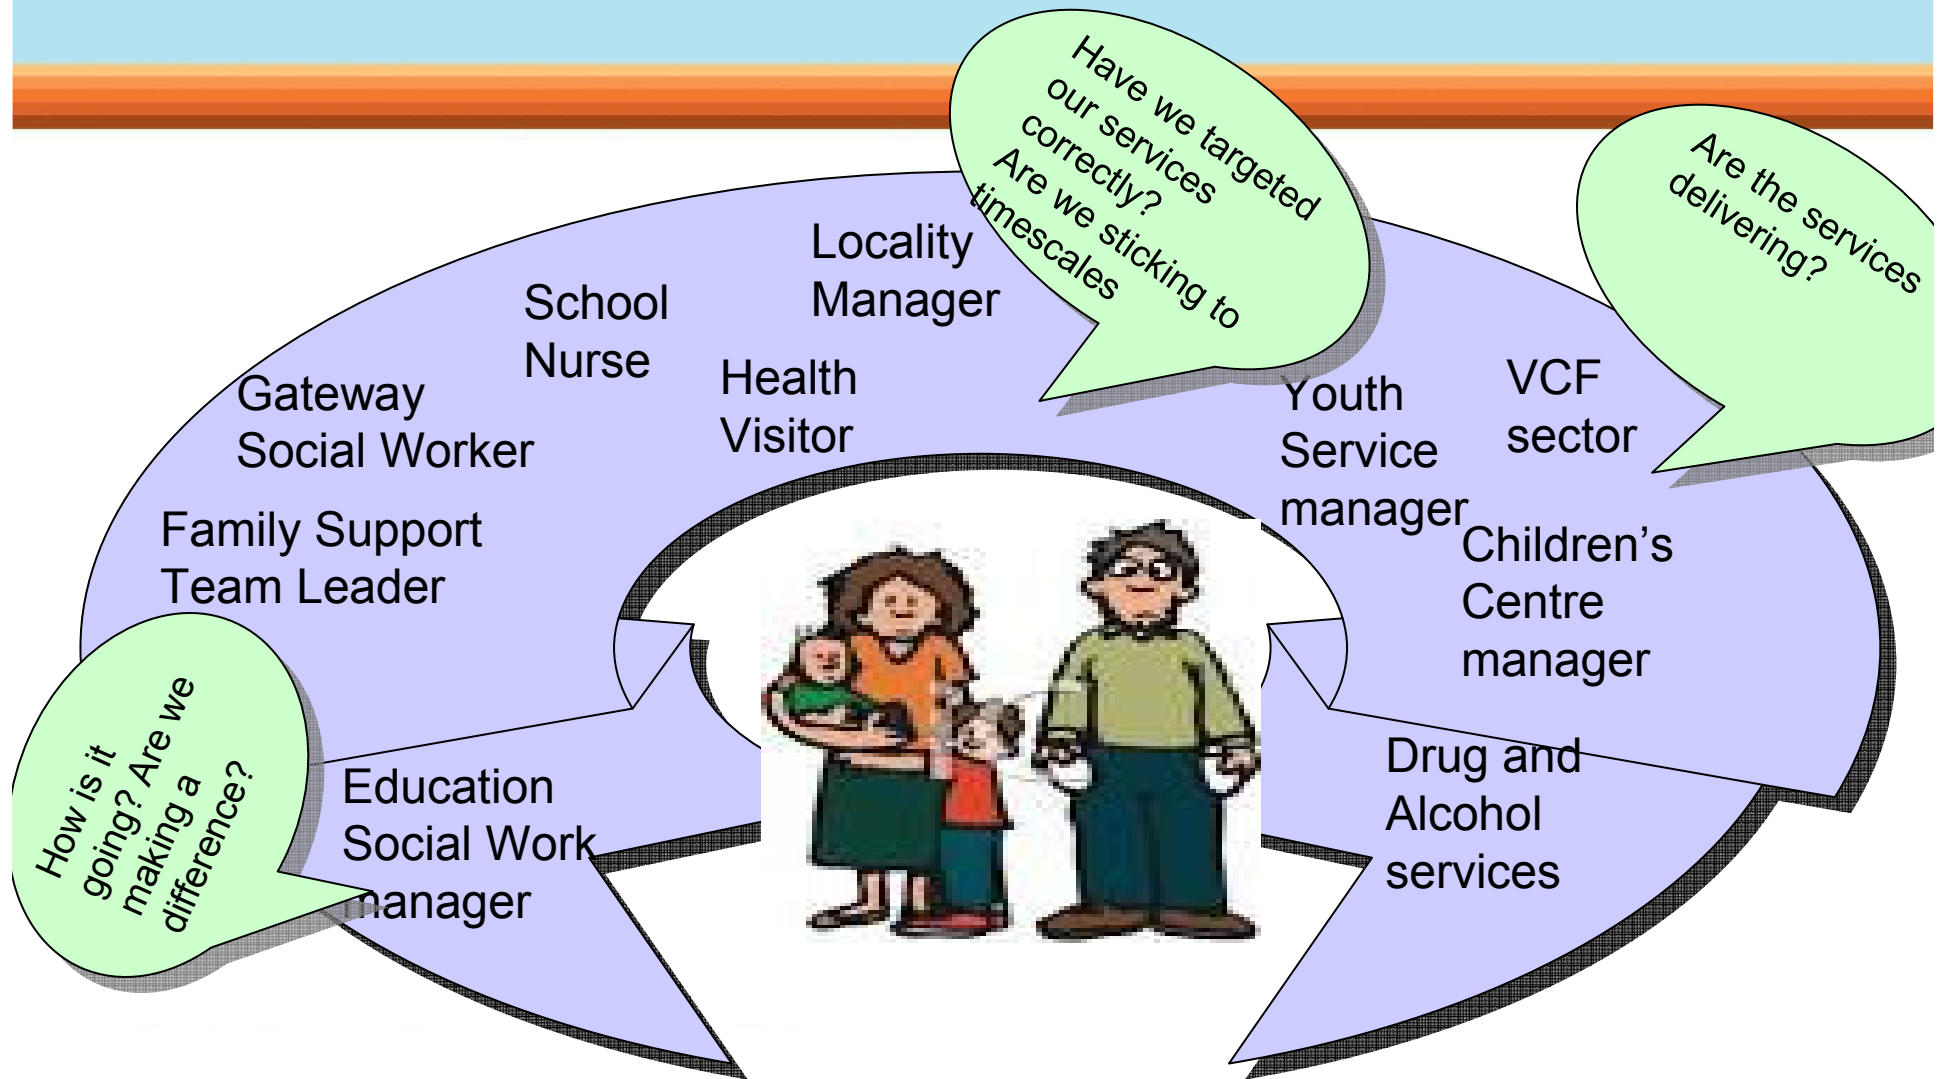 Have we targeted
our services
correctly?
Are we sticking to
timescales
Are the services
delivering?
Locality
Manager
School
Nurse
Health
Visitor
Gateway
Social Worker
Family Support
Team Leader
Youth
Service
manager
VCF
sector
Children’s
Centre
manager
How is it
going? Are we
making a
difference?
Education
Social Work
manager
Drug and
Alcohol
services